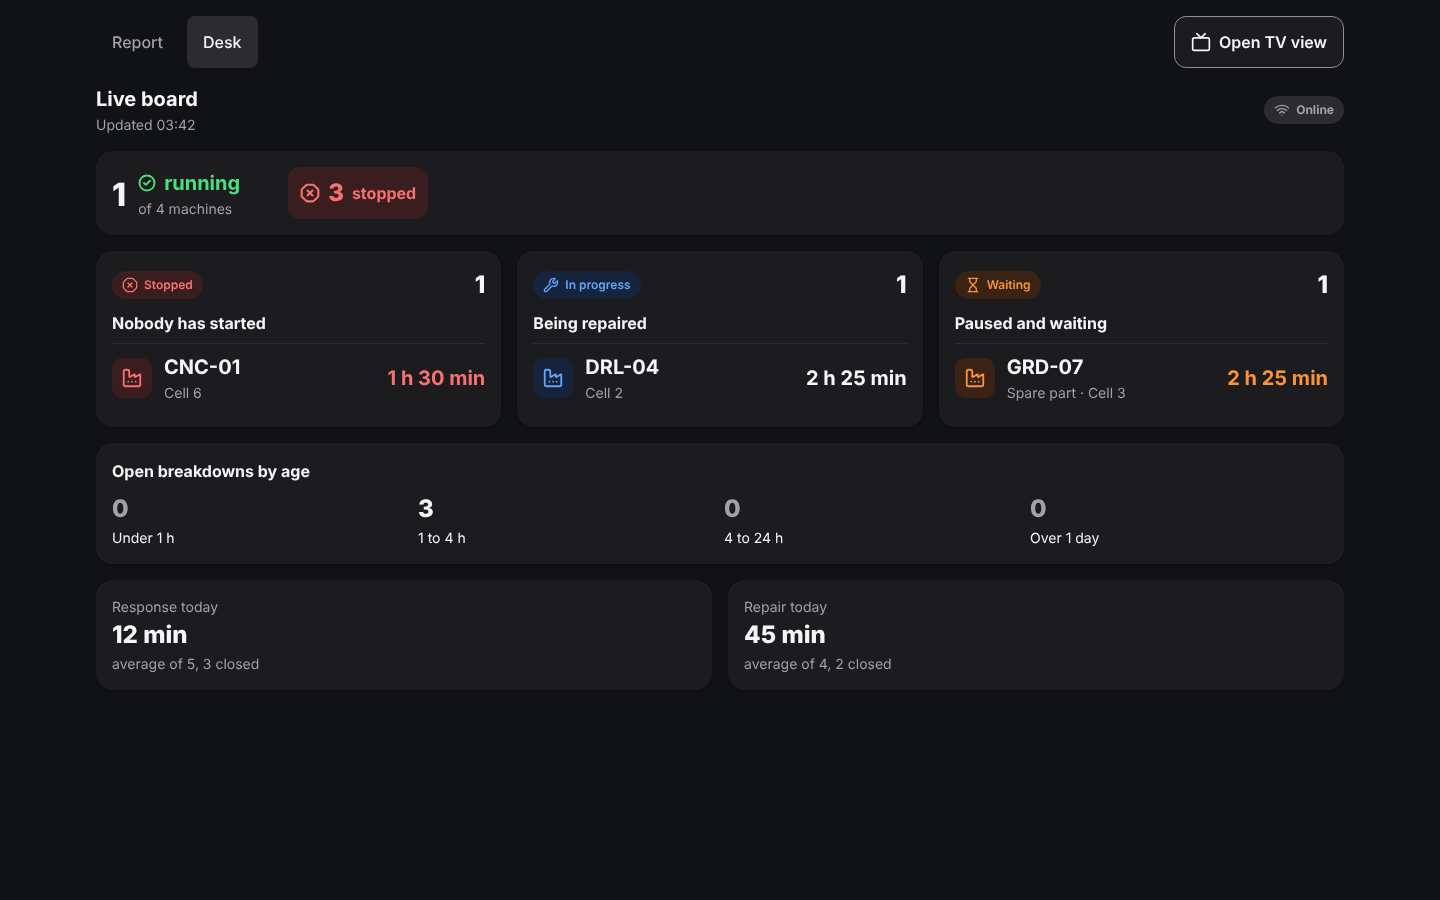 Report
Desk
Open TV view
Live board
Updated 03:42
Online
1
running
of 4 machines
3 stopped
Stopped
1
Nobody has started
CNC-01
Cell 6
1 h 30 min
In progress
1
Being repaired
DRL-04
Cell 2
2 h 25 min
Waiting
1
Paused and waiting
GRD-07
Spare part · Cell 3
2 h 25 min
Open breakdowns by age
0
Under 1 h
3
1 to 4 h
0
4 to 24 h
0
Over 1 day
Response today
12 min
average of 5, 3 closed
Repair today
45 min
average of 4, 2 closed